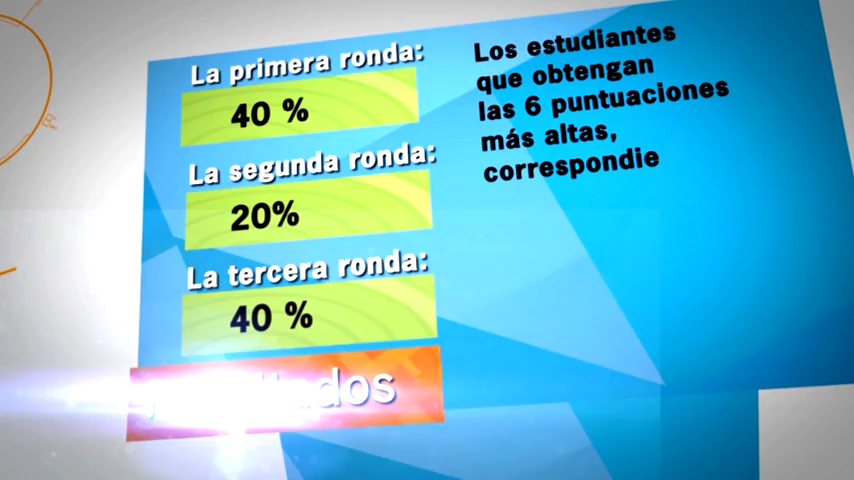 La primera ronda:
40 %
La segunda ronda:
20%
La tercera ronda:
40 %
Los estudiantes
que obtengan
las 6 puntuaciones
más altas,
correspondie